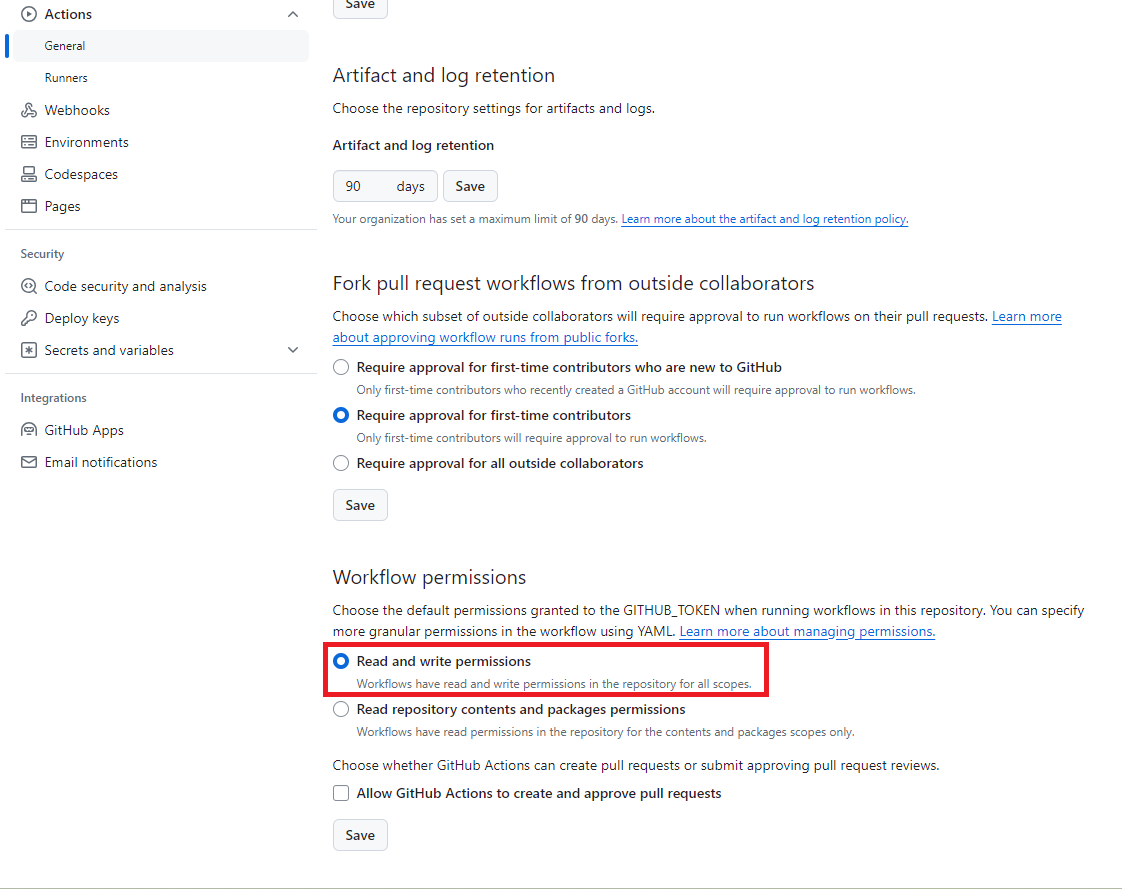 Actions
General
Runners
Webhooks
Environments
Codespaces
Pages
Security
Code security and analysis
Deploy keys
Secrets and variables
Integrations
GitHub Apps
Email notifications
Save
Artifact and log retention
Choose the repository settings for artifacts and logs.
Artifact and log retention
90 days Save
Your organization has set a maximum limit of 90 days. Learn more about the artifact and log retention policy.
Fork pull request workflows from outside collaborators
Choose which subset of outside collaborators will require approval to run workflows on their pull requests. Learn more
about approving workflow runs from public forks.
Require approval for first-time contributors who are new to GitHub
Only first-time contributors who recently created a GitHub account will require approval to run workflows.
Require approval for first-time contributors
Only first-time contributors will require approval to run workflows.
Require approval for all outside collaborators
Save
Workflow permissions
Choose the default permissions granted to the GITHUB_TOKEN when running workflows in this repository. You can specify
more granular permissions in the workflow using YAML. Learn more about managing permissions.
Read and write permissions
Workflows have read and write permissions in the repository for all scopes.
Read repository contents and packages permissions
Workflows have read permissions in the repository for the contents and packages scopes only.
Choose whether GitHub Actions can create pull requests or submit approving pull request reviews.
Allow GitHub Actions to create and approve pull requests
Save